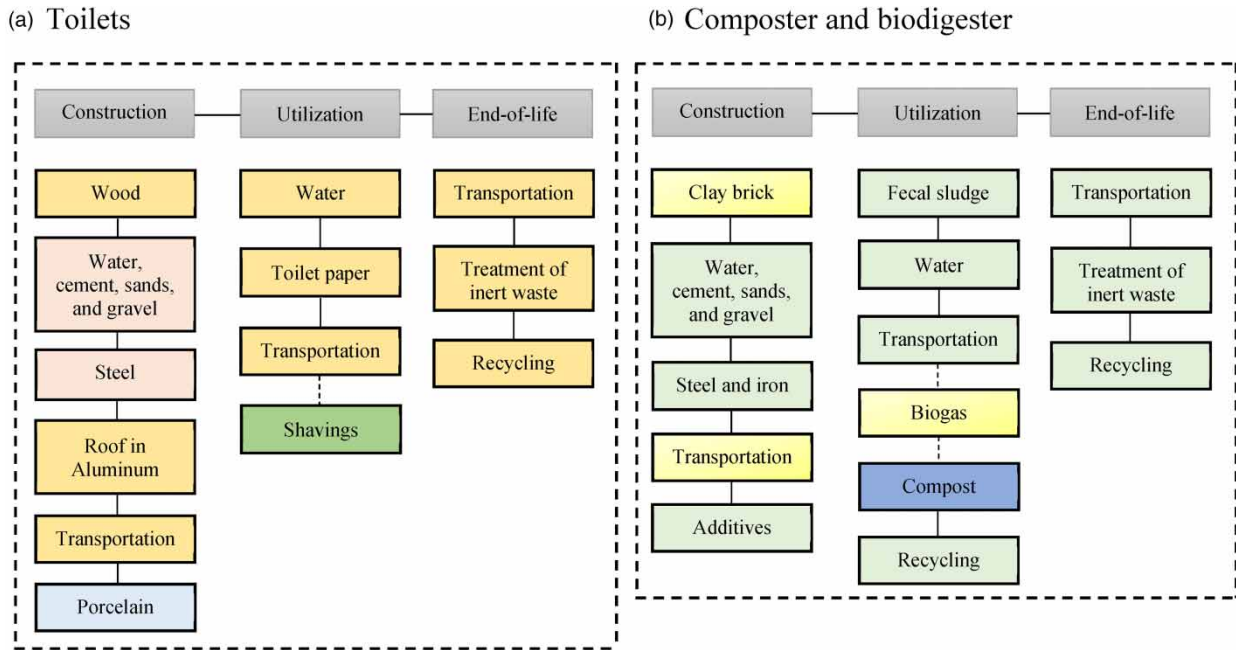 (a) Toilets
Construction
Utilization
End-of-life
Wood
Water,
cement, sands,
and gravel
Steel
Roof in
Aluminum
Transportation
Porcelain
Water
Toilet paper
Transportation
Shavings
Transportation
Treatment of
inert waste
Recycling
(b) Composter and biodigester
Construction
Utilization
End-of-life
Clay brick
Water,
cement, sands,
and gravel
Steel and iron
Transportation
Additives
Fecal sludge
Water
Transportation
Biogas
Compost
Recycling
Transportation
Treatment of
inert waste
Recycling